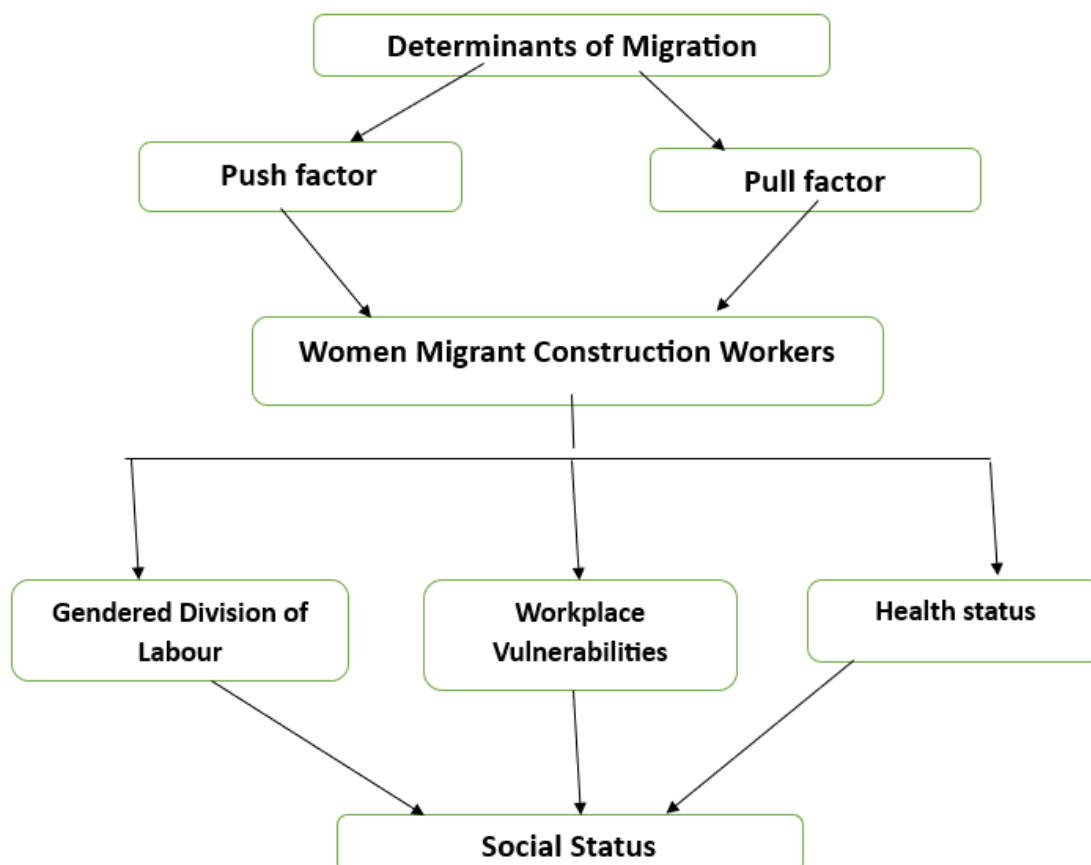 Determinants of Migration
Push factor
Pull factor
Women Migrant Construction Workers
Gendered Division of
Labour
Workplace
Vulnerabilities
Health status
Social Status